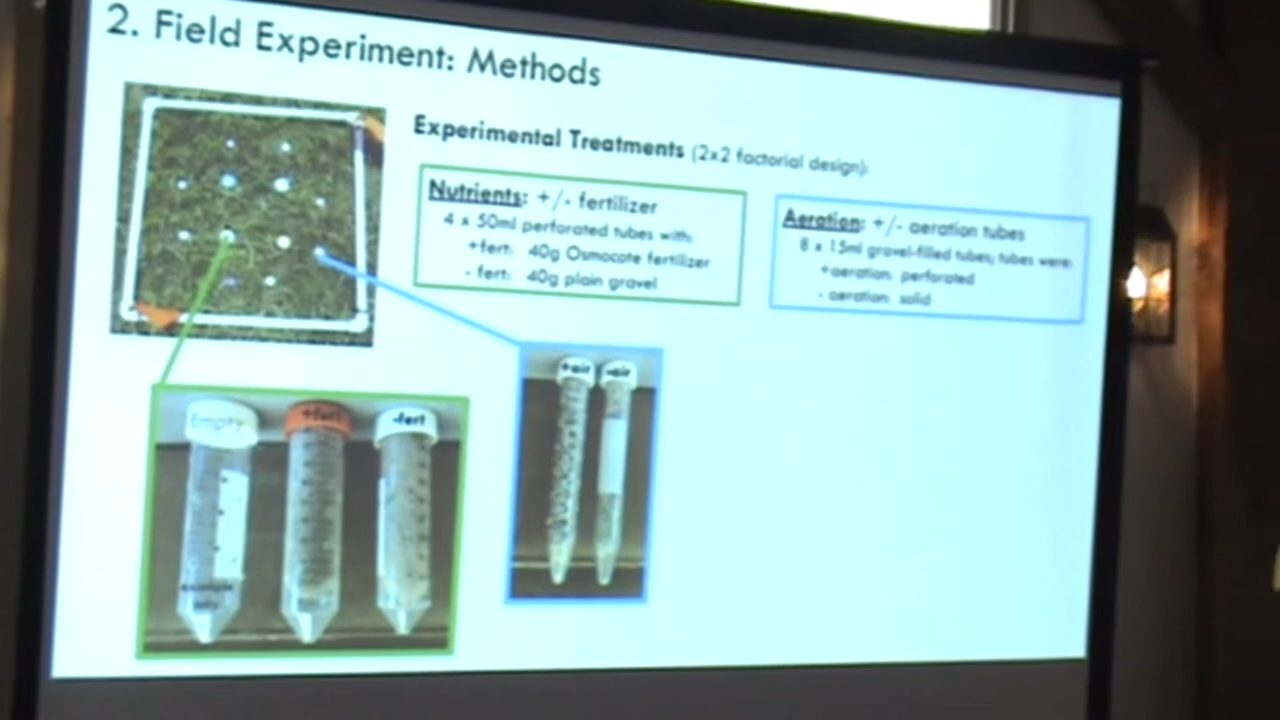 2. Field Experiment: Methods
Experimental Treatments (2x2 factorial design):
Nutrients: +/- fertilizer
4 x 50ml perforated tubes with:
+fert: 40g Osmocote fertilizer
- fert: 40g plain gravel
Aeration: +/- aeration tubes
8 x 15ml gravel-filled tubes; tubes were:
+aeration: perforated
- aeration: solid
+air -air
Empty +fert -fert